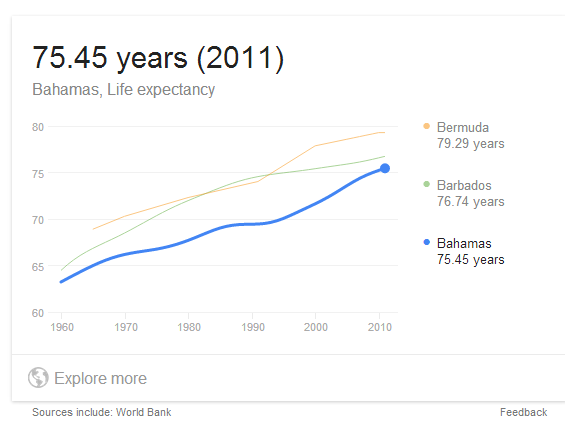 75.45 years (2011)
Bahamas, Life expectancy
80
75
70
65
60
1960
1970
1980
1990
2000
2010
Bermuda
79.29 years
Barbados
76.74 years
Bahamas
75.45 years
Explore more
Sources include: World Bank
Feedback